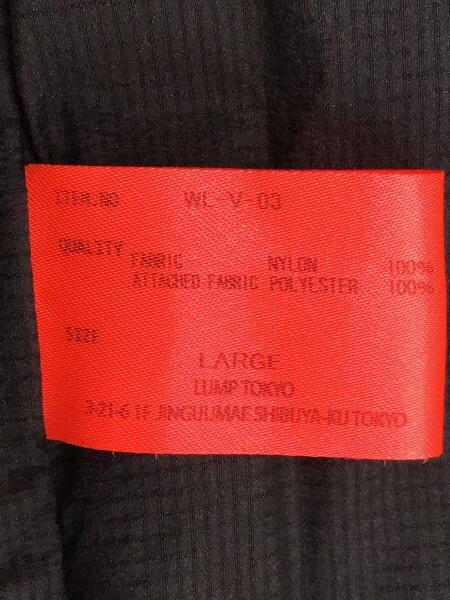 ITEM.NO WL-V-03
QUALITY FABRIC NYLON 100%
ATTACHED FABRIC POLYESTER 100%
SIZE
LARGE
LUMP TOKYO
3-21-6 1F JINGUUMAE SHIBUYA-KU TOKYO